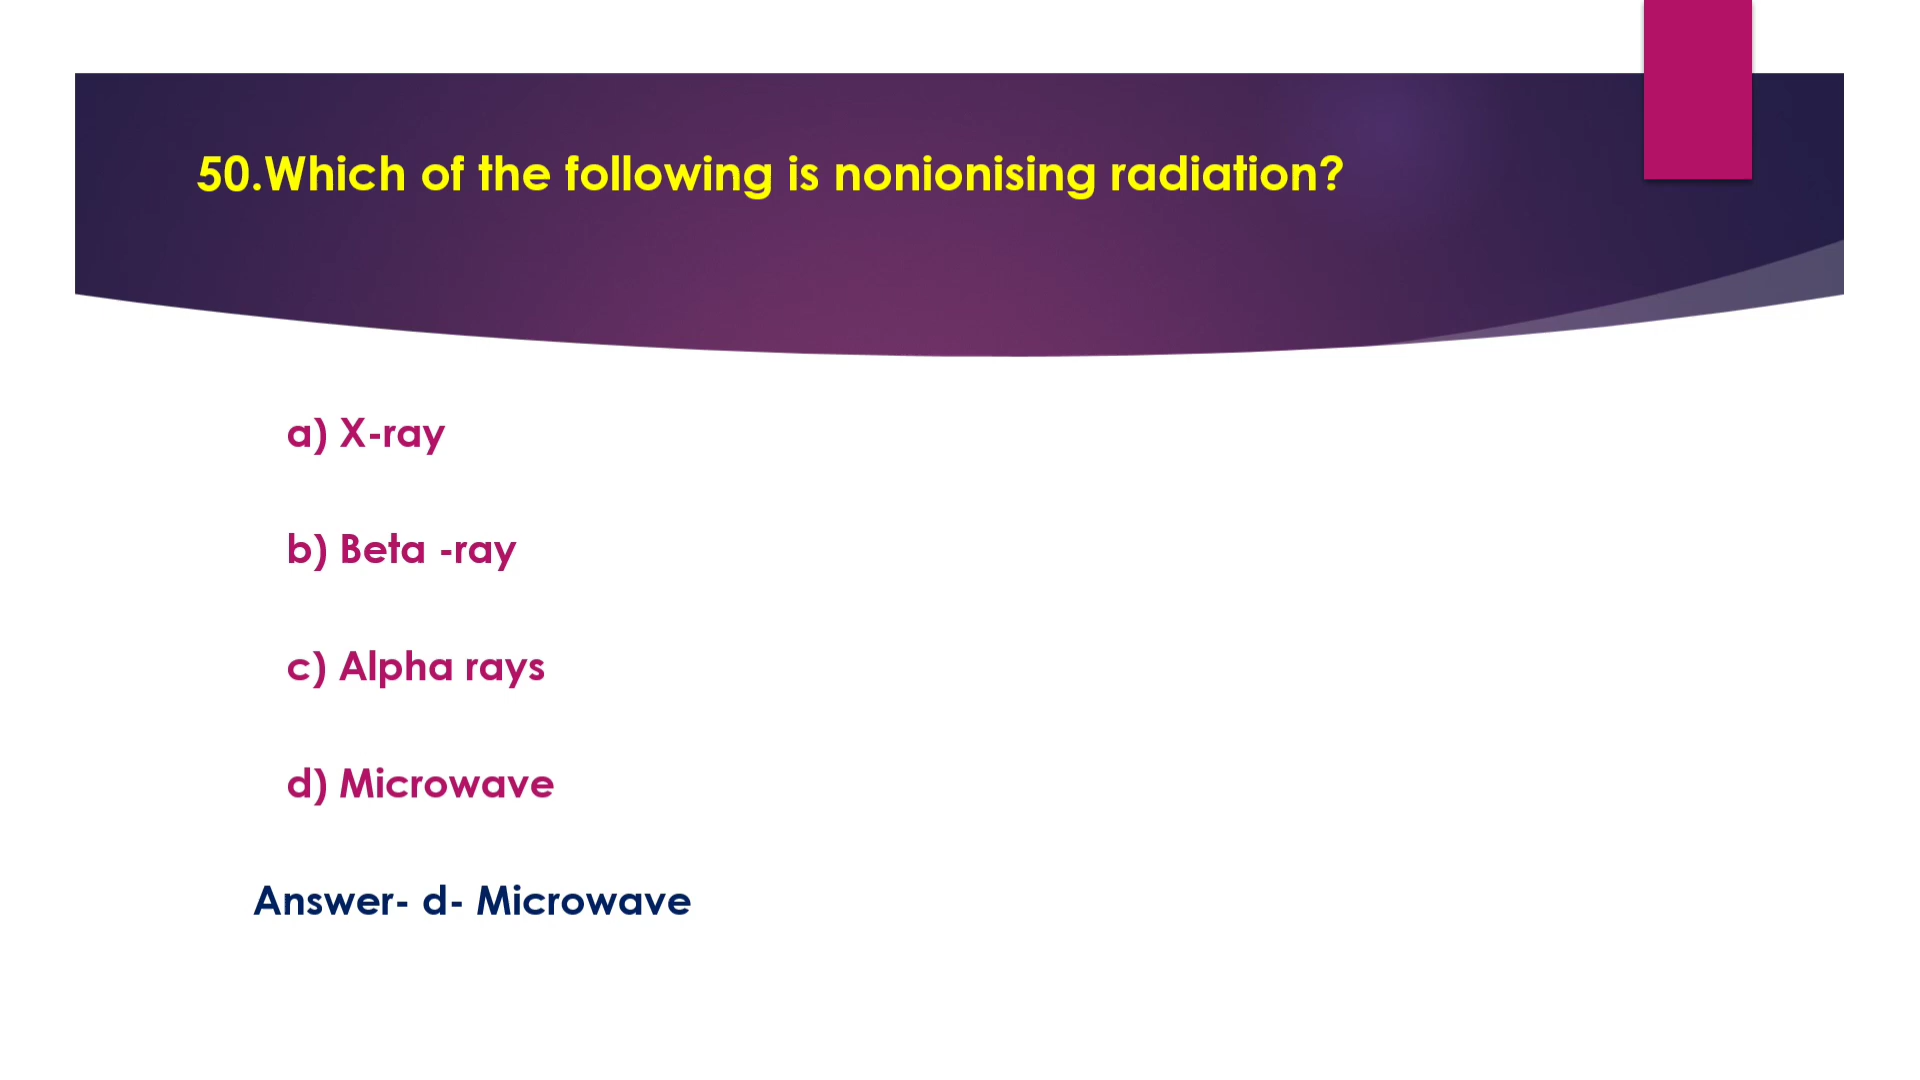 50.Which of the following is nonionising radiation?
a) X-ray
b) Beta -ray
c) Alpha rays
d) Microwave
Answer- d- Microwave